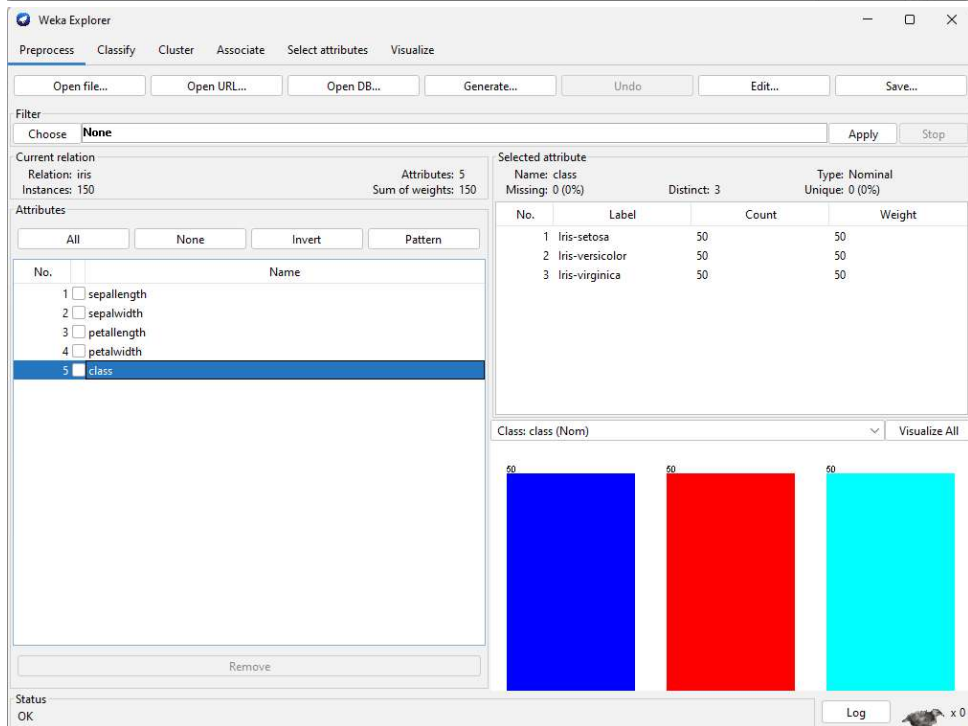 Weka Explorer
Preprocess Classify Cluster Associate Select attributes Visualize
Open file... Open URL... Open DB... Generate... Undo Edit... Save...
Filter
Choose None Apply Stop
Current relation
Relation: iris Attributes: 5
Instances: 150 Sum of weights: 150
Attributes
All None Invert Pattern
No. Name
1 sepallength
2 sepalwidth
3 petallength
4 petalwidth
5 class
Remove
Selected attribute
Name: class Type: Nominal
Missing: 0 (0%) Distinct: 3 Unique: 0 (0%)
No. Label Count Weight
1 Iris-setosa 50 50
2 Iris-versicolor 50 50
3 Iris-virginica 50 50
Class: class (Nom) Visualize All
50 50 50
Status
OK
Log x 0